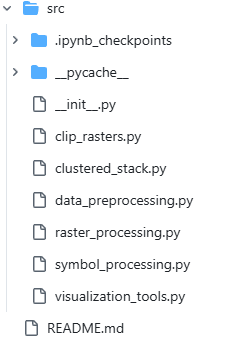 src
.ipynb_checkpoints
__pycache__
__init__.py
clip_rasters.py
clustered_stack.py
data_preprocessing.py
raster_processing.py
symbol_processing.py
visualization_tools.py
README.md